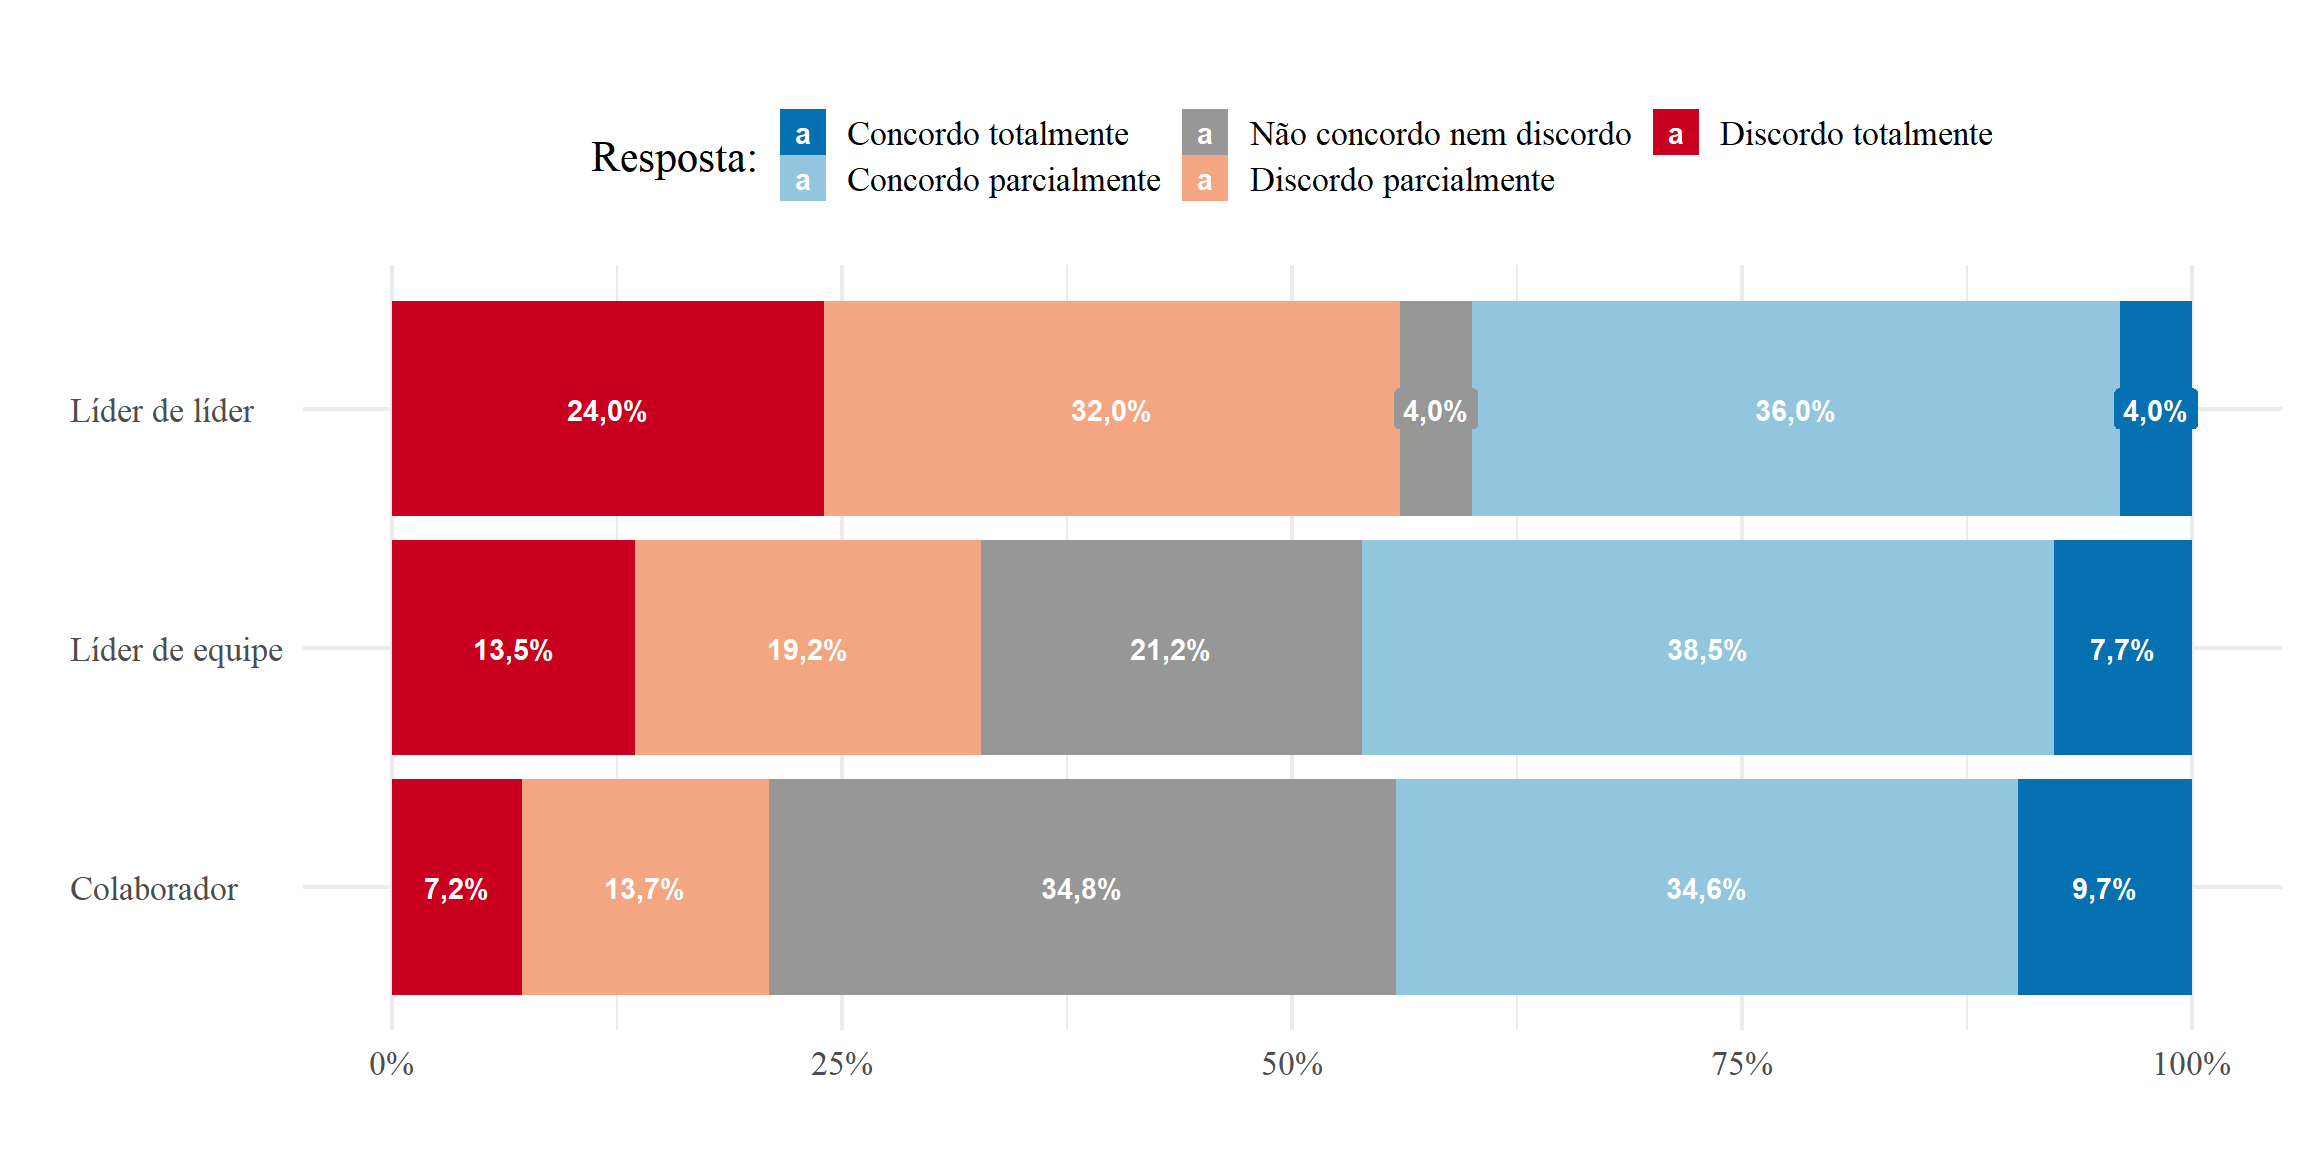 Resposta:
a Concordo totalmente
a Concordo parcialmente
a Não concordo nem discordo
a Discordo parcialmente
a Discordo totalmente
Líder de líder
24,0% 32,0% 4,0% 36,0% 4,0%
Líder de equipe
13,5% 19,2% 21,2% 38,5% 7,7%
Colaborador
7,2% 13,7% 34,8% 34,6% 9,7%
0% 25% 50% 75% 100%